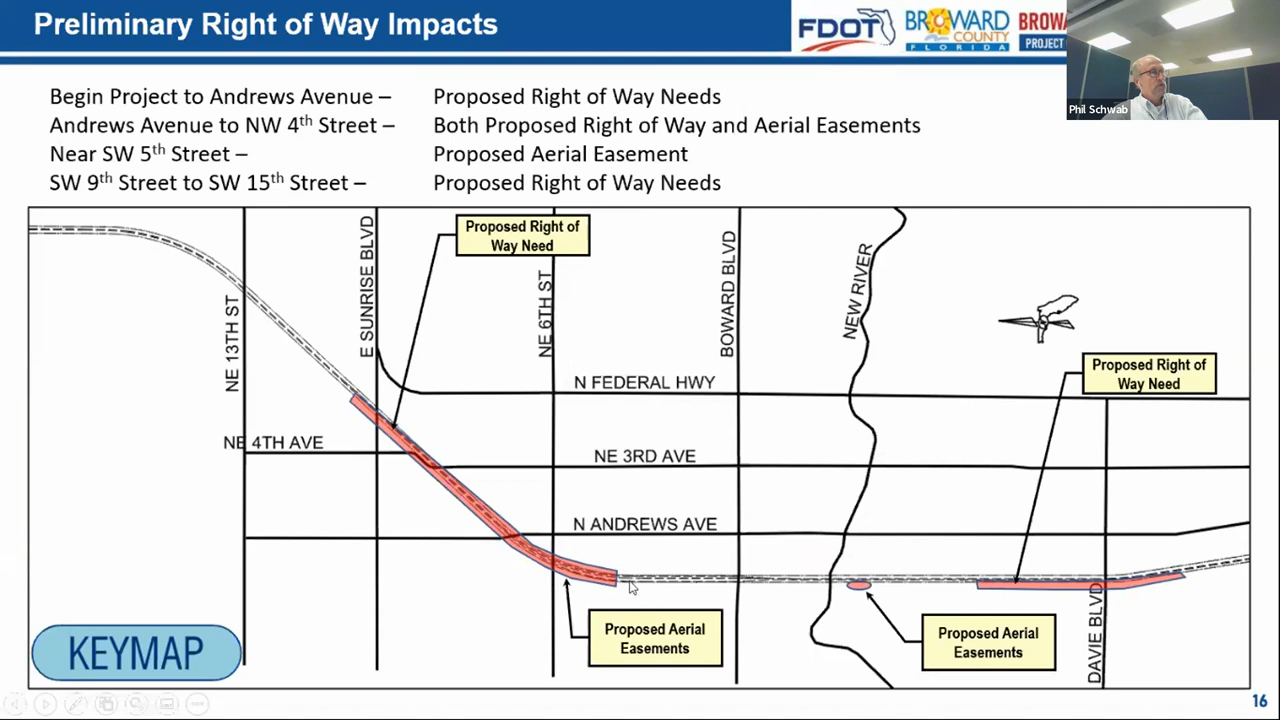 Preliminary Right of Way Impacts
FDOT
BROWARD
COUNTY
FLORIDA
PROJECT
Phil Schwab
Begin Project to Andrews Avenue – Proposed Right of Way Needs
Andrews Avenue to NW 4th Street – Both Proposed Right of Way and Aerial Easements
Near SW 5th Street – Proposed Aerial Easement
SW 9th Street to SW 15th Street – Proposed Right of Way Needs
NE 13TH ST
E SUNRISE BLVD
Proposed Right of
Way Need
NE 6TH ST
BOWARD BLVD
NEW RIVER
Proposed Right of
Way Need
N FEDERAL HWY
NE 4TH AVE
NE 3RD AVE
N ANDREWS AVE
DAVIE BLVD
Proposed Aerial
Easements
Proposed Aerial
Easements
KEYMAP
16